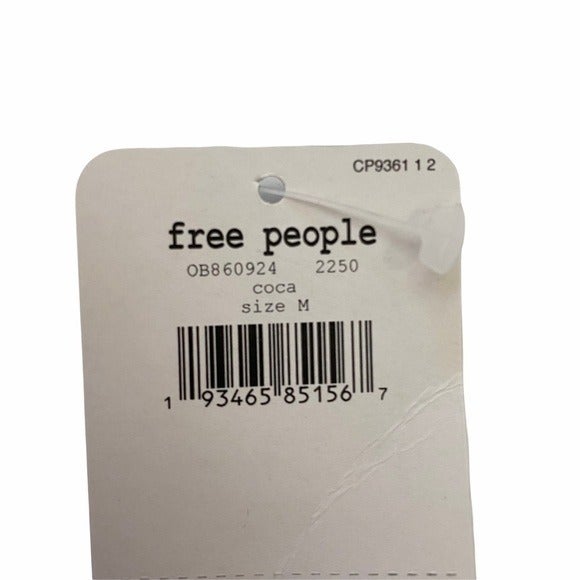 CP9361 1 2
free people
OB860924 2250
coca
size M
1 93465 85156 7